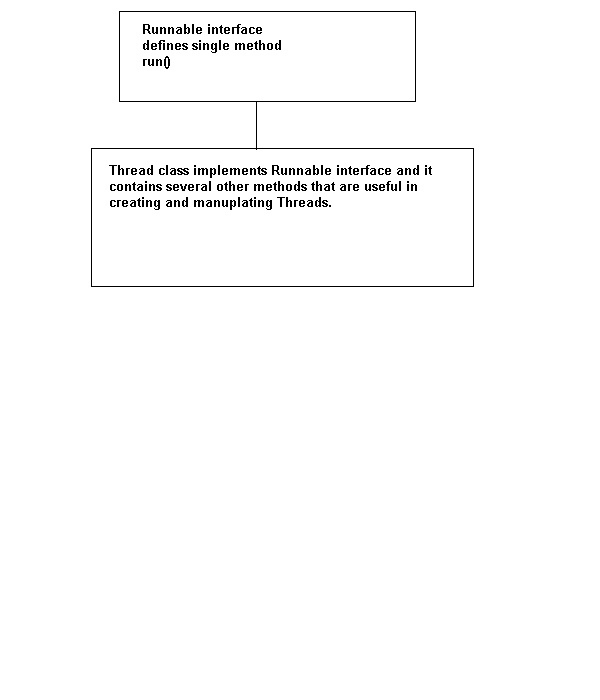 Runnable interface
defines single method
run()
Thread class implements Runnable interface and it
contains several other methods that are useful in
creating and manuplating Threads.